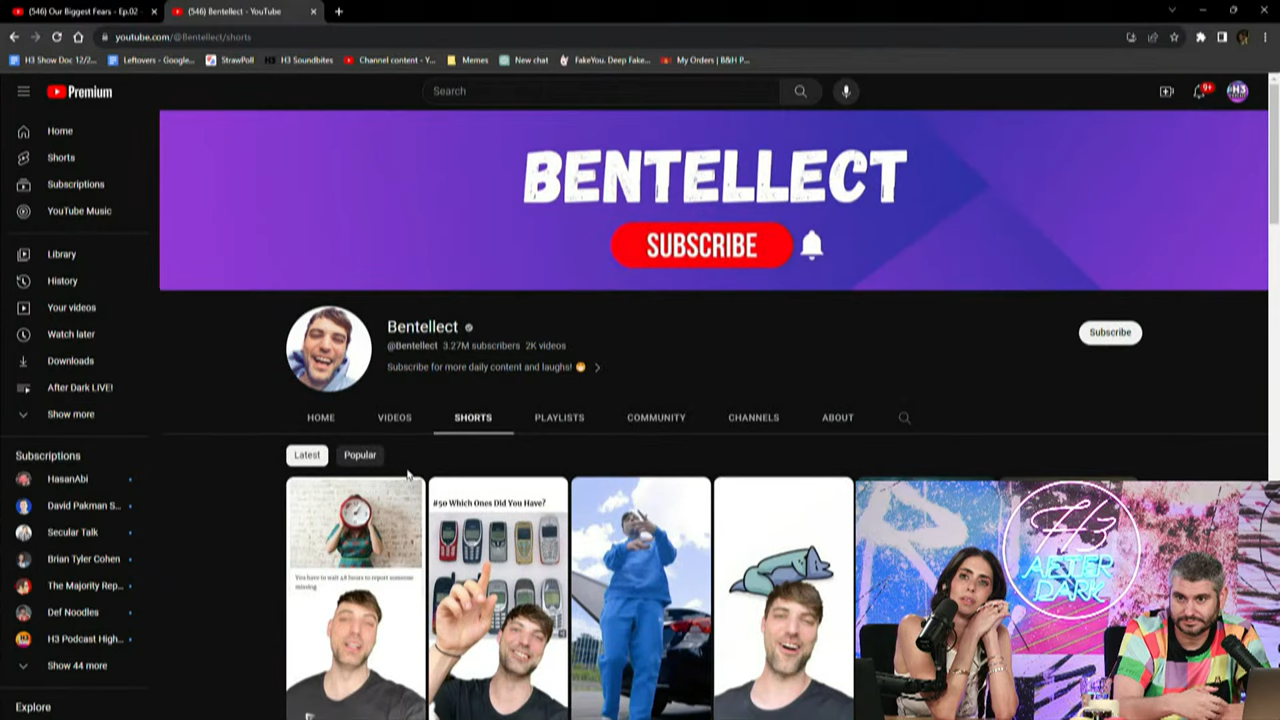 (546) Our Biggest Fears - Ep.02
(546) Bentellect - YouTube
youtube.com/@Bentellect/shorts
H3 Show Doc 12/2...
Leftovers - Google...
StrawPoll
H3 Soundbites
Channel content - Y...
Memes
New chat
FakeYou. Deep Fake...
My Orders | B&H P...
Premium
Search
9+
H3
Home
Shorts
Subscriptions
YouTube Music
Library
History
Your videos
Watch later
Downloads
After Dark LIVE!
Show more
Subscriptions
HasanAbi
David Pakman S...
Secular Talk
Brian Tyler Cohen
The Majority Rep...
Def Noodles
H3 Podcast High...
Show 44 more
Explore
BENTELLECT
SUBSCRIBE
Bentellect
@Bentellect 3.27M subscribers 2K videos
Subscribe for more daily content and laughs!
Subscribe
HOME
VIDEOS
SHORTS
PLAYLISTS
COMMUNITY
CHANNELS
ABOUT
Latest
Popular
You have to wait 48 hours to report someone
missing
#50 Which Ones Did You Have?
H3
AFTER
DARK